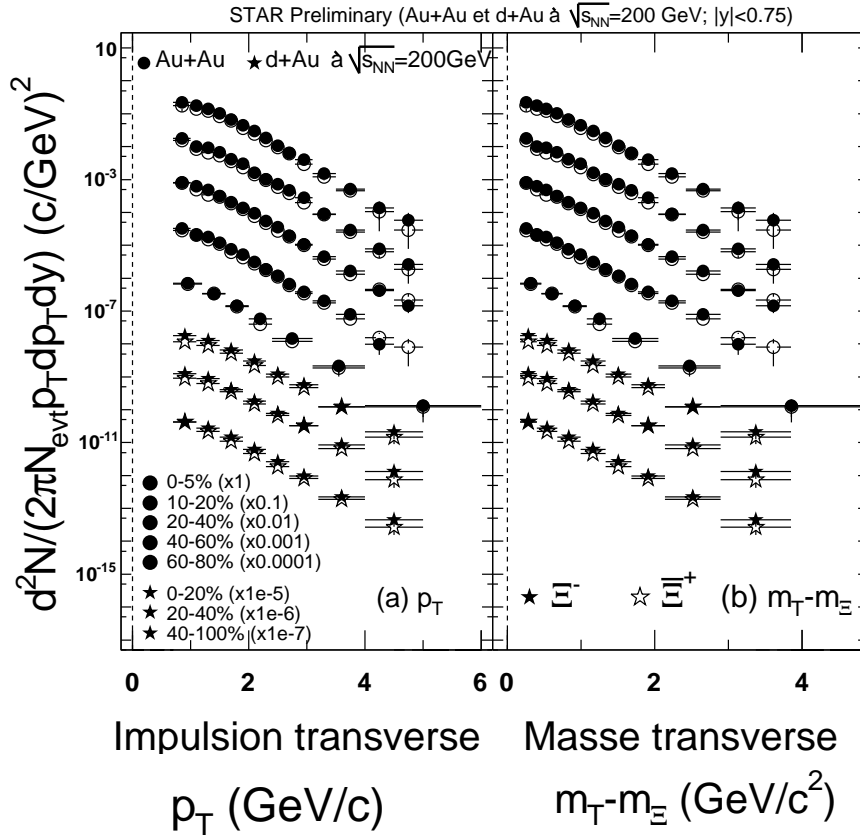 STAR Preliminary (Au+Au et d+Au à √sNN=200 GeV; |y|<0.75)
Au+Au ★ d+Au à √sNN=200GeV
d²N/(2πNevt pT dpT dy) (c/GeV)²
10
10-3
10-7
10-11
10-15
0-5% (x1)
10-20% (x0.1)
20-40% (x0.01)
40-60% (x0.001)
60-80% (x0.0001)
0-20% (x1e-5)
20-40% (x1e-6)
40-100% (x1e-7)
(a) pT
Ξ- Ξ̅+ (b) mT-mΞ
0 2 4 6 0 2 4
Impulsion transverse Masse transverse
pT (GeV/c) mT-mΞ (GeV/c²)